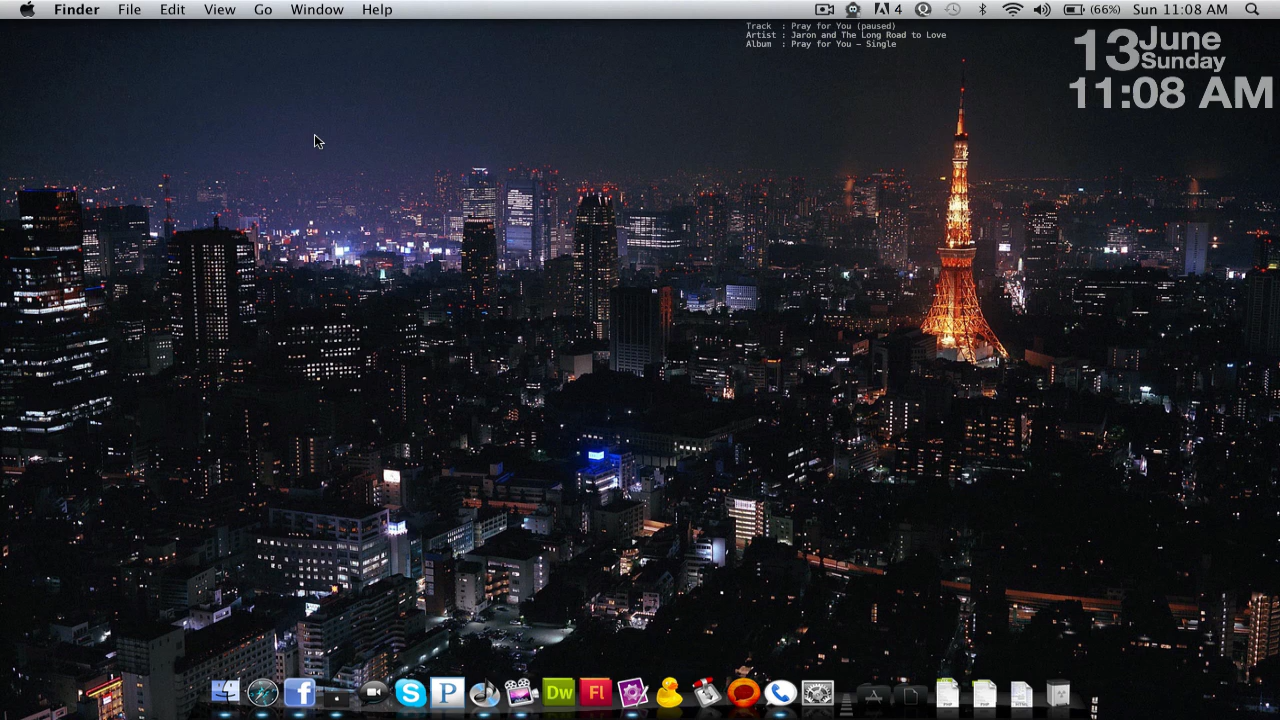 Finder File Edit View Go Window Help 4 (66%) Sun 11:08 AM
Track : Pray for You (paused)
Artist : Jaron and The Long Road to Love
Album : Pray for You – Single
13 June
Sunday
11:08 AM
f S P Dw Fl
PHP PHP